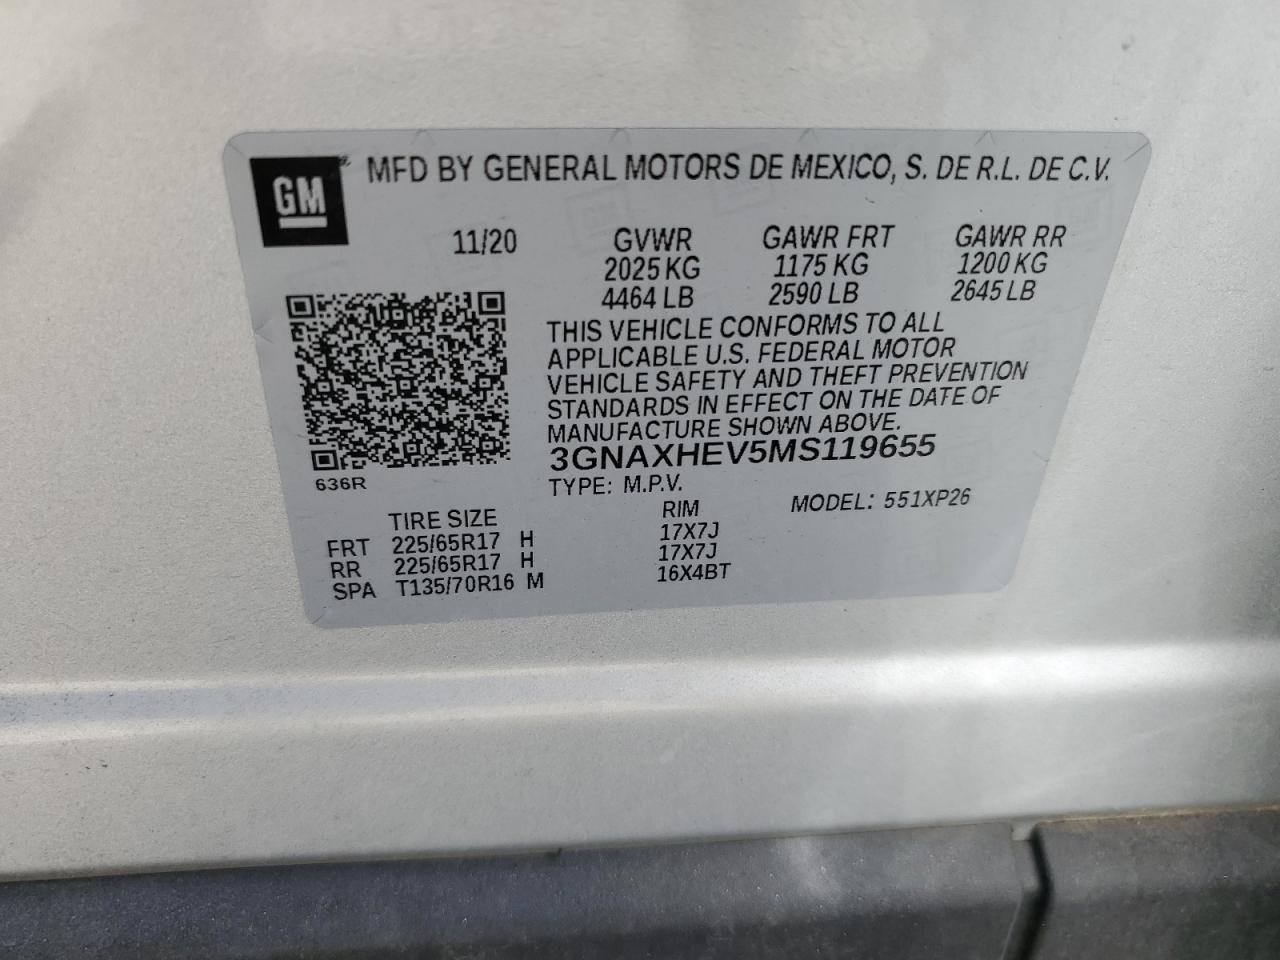 GM
MFD BY GENERAL MOTORS DE MEXICO, S. DE R.L. DE C.V.
11/20 GVWR GAWR FRT GAWR RR
2025 KG 1175 KG 1200 KG
4464 LB 2590 LB 2645 LB
THIS VEHICLE CONFORMS TO ALL
APPLICABLE U.S. FEDERAL MOTOR
VEHICLE SAFETY AND THEFT PREVENTION
STANDARDS IN EFFECT ON THE DATE OF
MANUFACTURE SHOWN ABOVE.
3GNAXHEV5MS119655
636R
TYPE: M.P.V. MODEL: 551XP26
TIRE SIZE RIM
FRT 225/65R17 H 17X7J
RR 225/65R17 H 17X7J
SPA T135/70R16 M 16X4BT